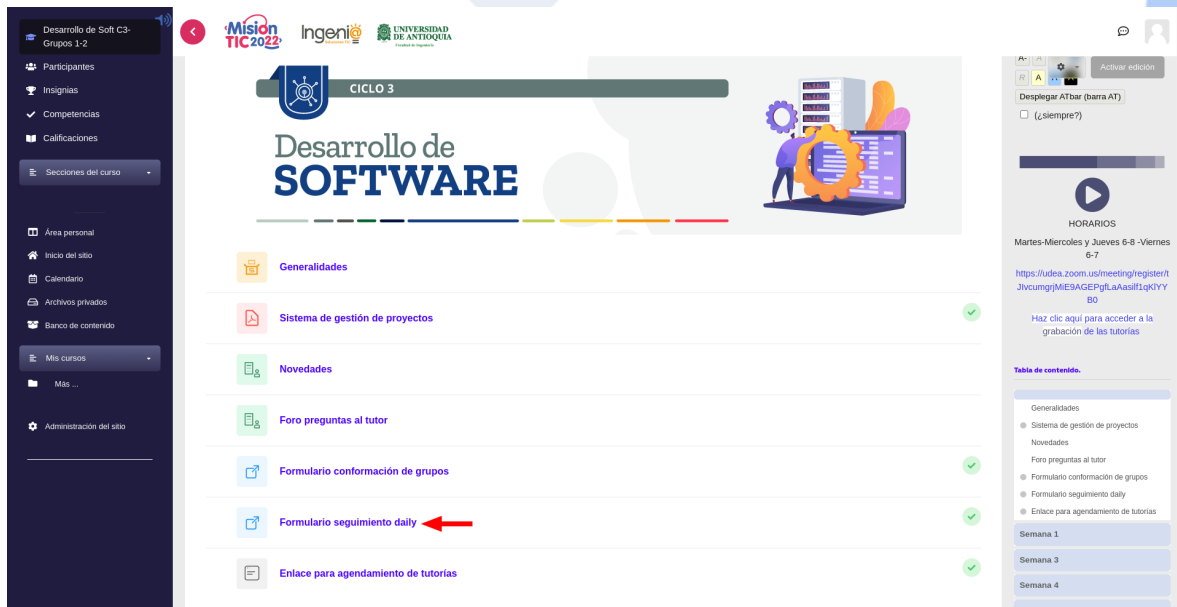 Desarrollo de Soft C3-
Grupos 1-2
Participantes
Insignias
Competencias
Calificaciones
Secciones del curso
Área personal
Inicio del sitio
Calendario
Archivos privados
Banco de contenido
Mis cursos
Más ...
Administración del sitio
Misión
TIC2022
Ingeni@
UNIVERSIDAD
DE ANTIOQUIA
Facultad de Ingeniería
CICLO 3
Desarrollo de
SOFTWARE
Generalidades
Sistema de gestión de proyectos
Novedades
Foro preguntas al tutor
Formulario conformación de grupos
Formulario seguimiento daily
Enlace para agendamiento de tutorías
A- A
Activar edición
R A A A
Desplegar ATbar (barra AT)
(¿siempre?)
HORARIOS
Martes-Miercoles y Jueves 6-8 -Viernes
6-7
https://udea.zoom.us/meeting/register/t
JIvcumgrjMiE9AGEPgfLaAasilf1qKlYY
B0
Haz clic aquí para acceder a la
grabación de las tutorías
Tabla de contenido.
Generalidades
Sistema de gestión de proyectos
Novedades
Foro preguntas al tutor
Formulario conformación de grupos
Formulario seguimiento daily
Enlace para agendamiento de tutorías
Semana 1
Semana 3
Semana 4